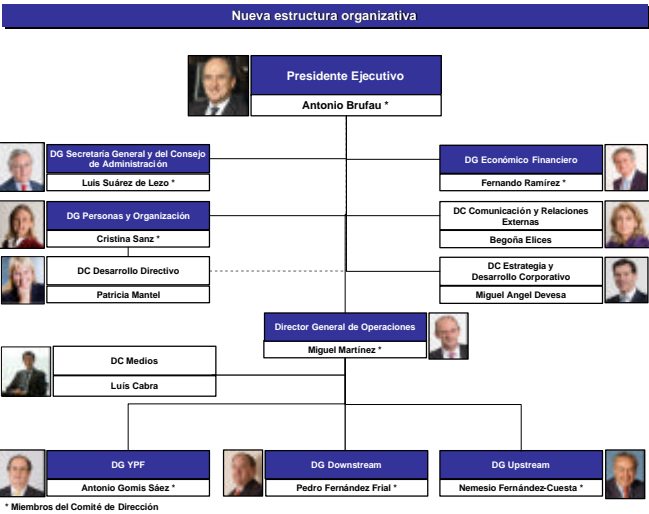 Nueva estructura organizativa
Presidente Ejecutivo
Antonio Brufau *
DG Secretaría General y del Consejo
de Administración
Luis Suárez de Lezo *
DG Económico Financiero
Fernando Ramírez *
DG Personas y Organización
Cristina Sanz *
DC Comunicación y Relaciones
Externas
Begoña Elices
DC Desarrollo Directivo
Patricia Mantel
DC Estrategia y
Desarrollo Corporativo
Miguel Angel Devesa
Director General de Operaciones
Miguel Martínez *
DC Medios
Luís Cabra
DG YPF
Antonio Gomis Sáez *
DG Downstream
Pedro Fernández Frial *
DG Upstream
Nemesio Fernández-Cuesta *
* Miembros del Comité de Dirección